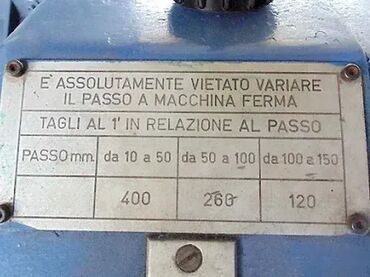 E' ASSOLUTAMENTE VIETATO VARIARE
IL PASSO A MACCHINA FERMA
TAGLI AL 1' IN RELAZIONE AL PASSO
PASSO mm. da 10 a 50 da 50 a 100 da 100 a 150
400 260 120